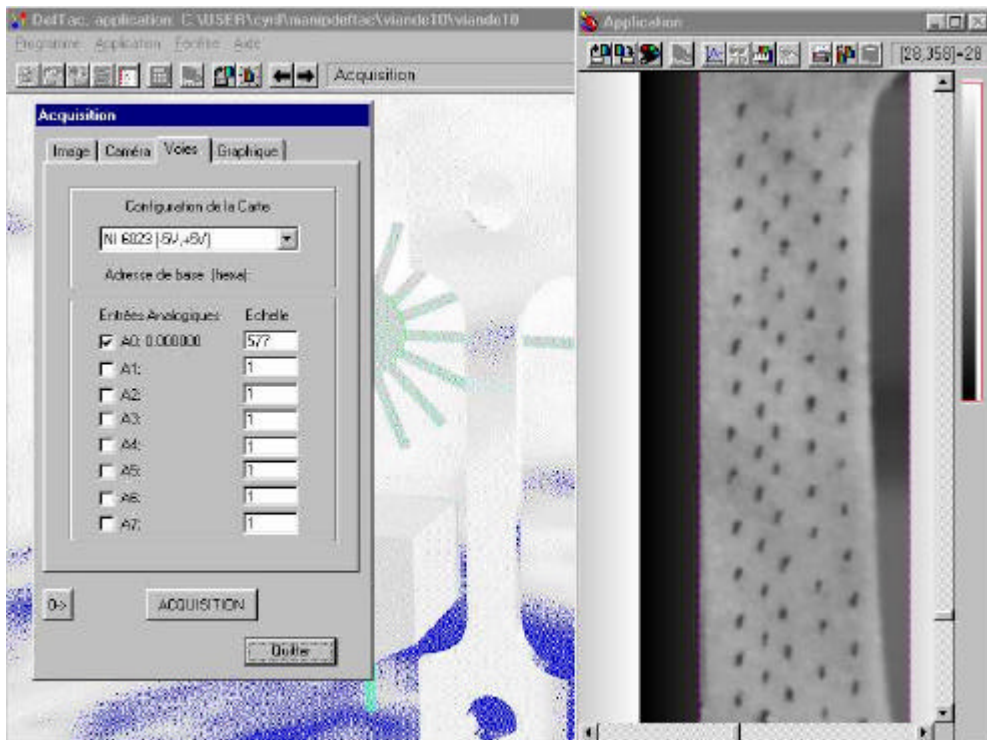 DefTac, application: C:\USER\cyril\manipdeftac\viande10\viande10
Programme Application Fenêtre Aide
Acquisition
Acquisition
Image Caméra Voies Graphique
Configuration de la Carte
NI 6023 [-5V,+5V]
Adresse de base (hexa):
Entrées Analogiques Echelle
A0: 0.000000 577
A1: 1
A2: 1
A3: 1
A4: 1
A5: 1
A6: 1
A7: 1
0-> ACQUISITION
Quitter
Application
[28,358]=28